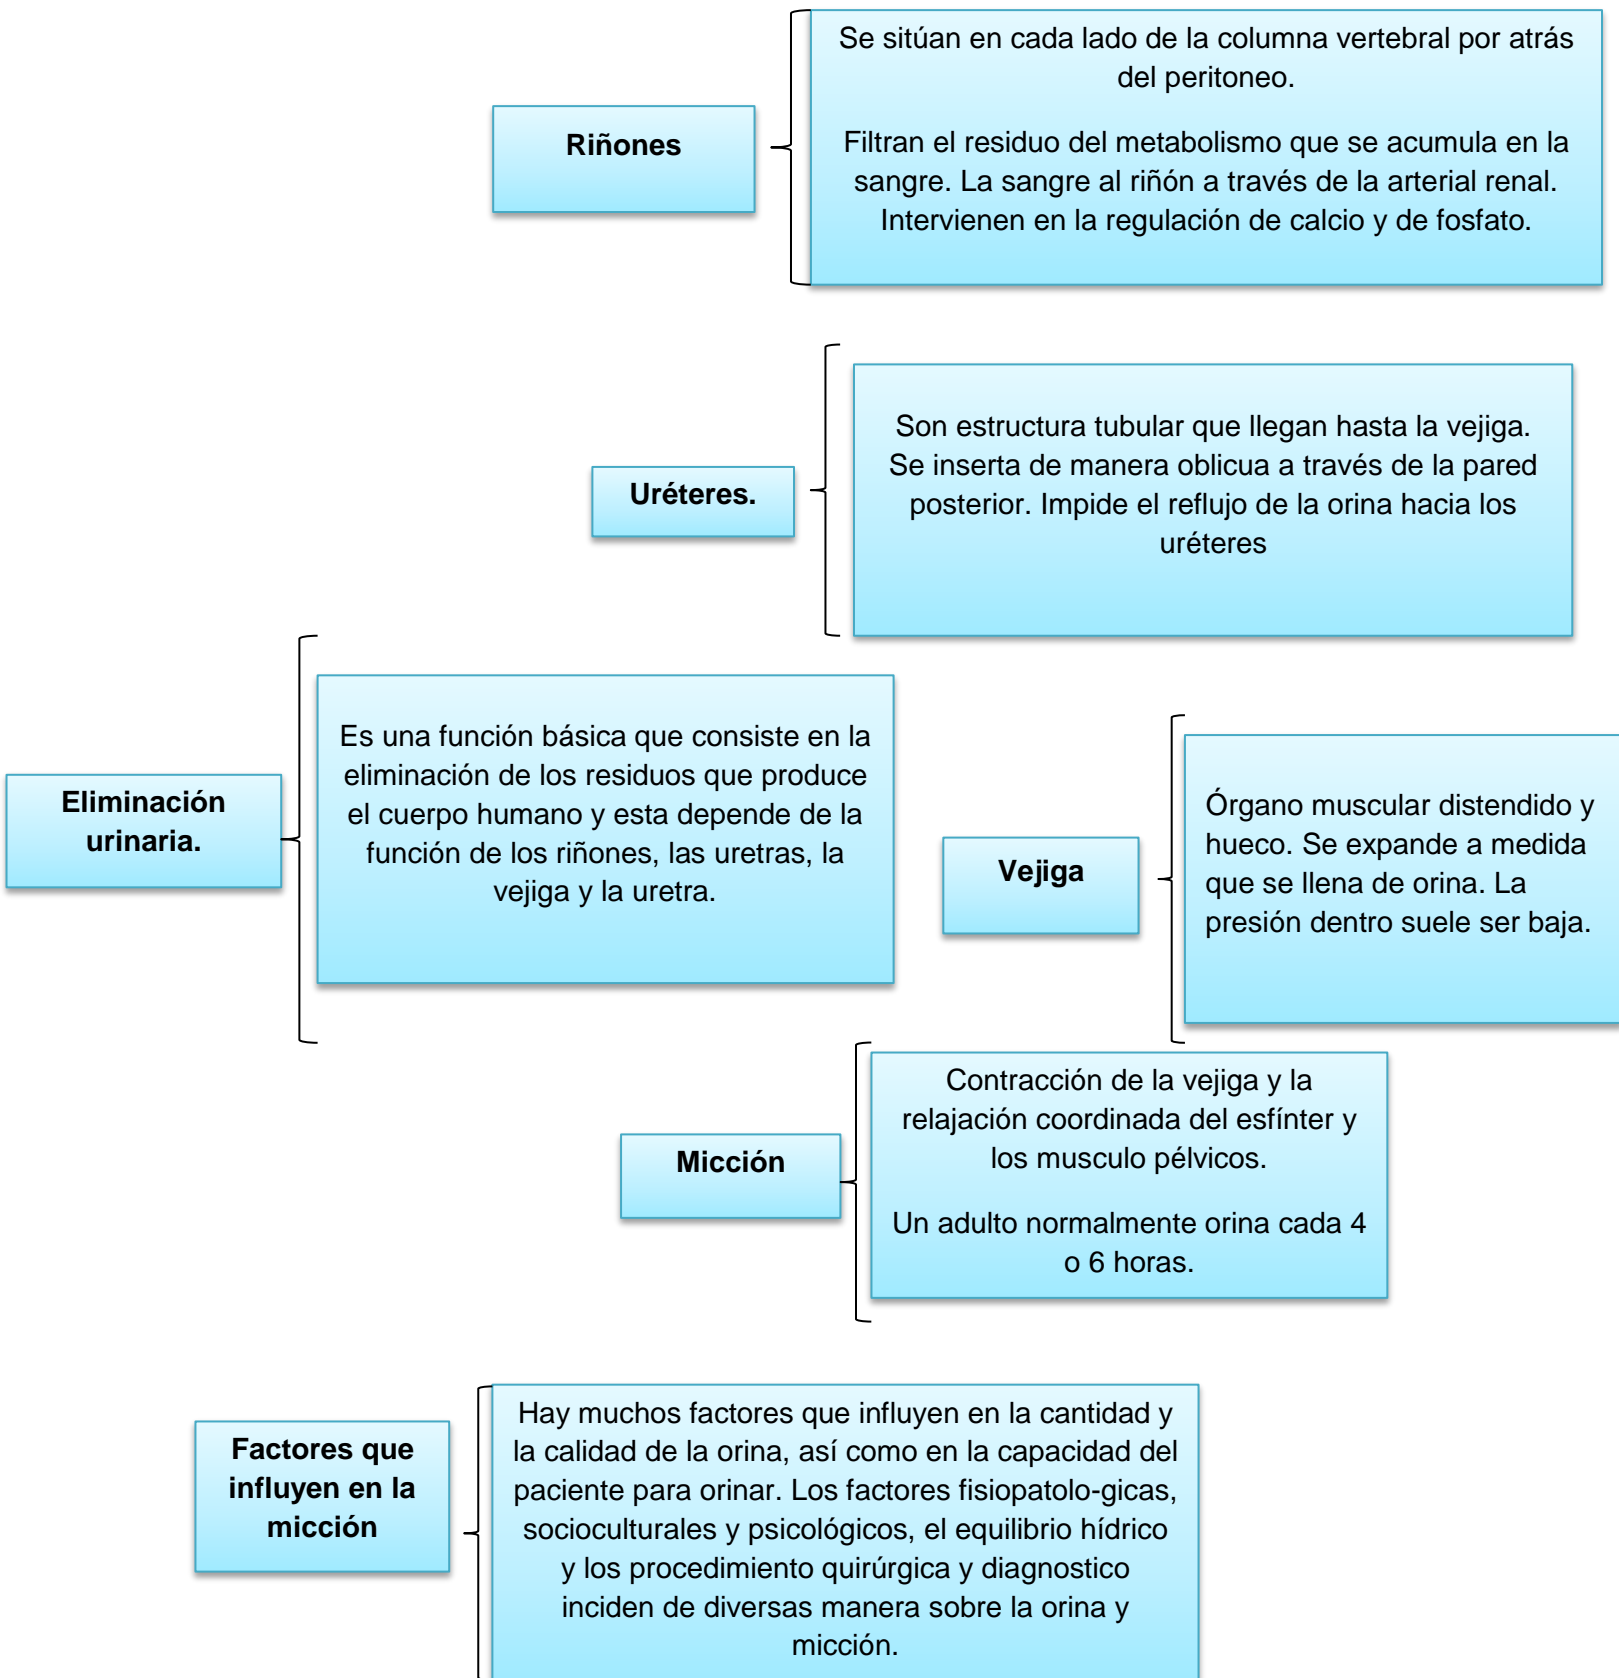 Riñones
Se sitúan en cada lado de la columna vertebral por atrás
del peritoneo.
Filtran el residuo del metabolismo que se acumula en la
sangre. La sangre al riñón a través de la arterial renal.
Intervienen en la regulación de calcio y de fosfato.
Uréteres.
Son estructura tubular que llegan hasta la vejiga.
Se inserta de manera oblicua a través de la pared
posterior. Impide el reflujo de la orina hacia los
uréteres
Eliminación
urinaria.
Es una función básica que consiste en la
eliminación de los residuos que produce
el cuerpo humano y esta depende de la
función de los riñones, las uretras, la
vejiga y la uretra.
Vejiga
Órgano muscular distendido y
hueco. Se expande a medida
que se llena de orina. La
presión dentro suele ser baja.
Micción
Contracción de la vejiga y la
relajación coordinada del esfínter y
los musculo pélvicos.
Un adulto normalmente orina cada 4
o 6 horas.
Factores que
influyen en la
micción
Hay muchos factores que influyen en la cantidad y
la calidad de la orina, así como en la capacidad del
paciente para orinar. Los factores fisiopatolo-gicas,
socioculturales y psicológicos, el equilibrio hídrico
y los procedimiento quirúrgica y diagnostico
inciden de diversas manera sobre la orina y
micción.